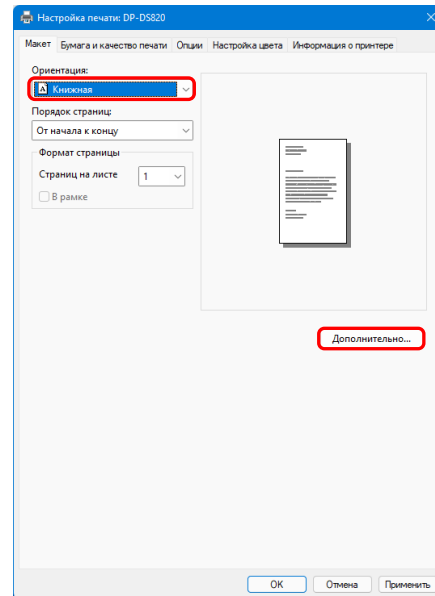 Настройка печати: DP-DS820
Макет Бумага и качество печати Опции Настройка цвета Информация о принтере
Ориентация:
Книжная
Порядок страниц:
От начала к концу
Формат страницы
Страниц на листе 1
В рамке
Дополнительно...
OK Отмена Применить